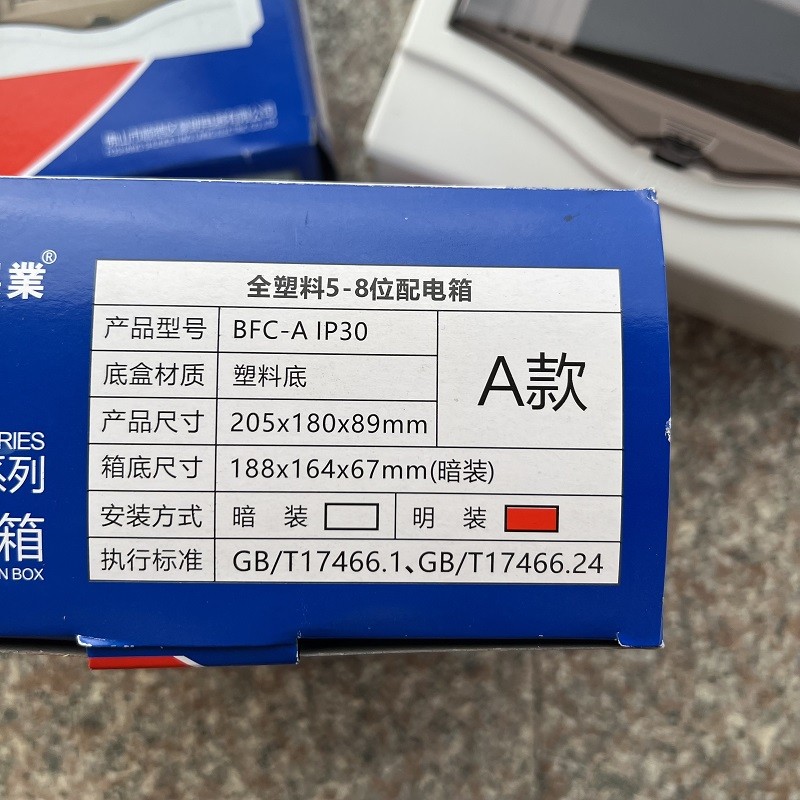 業®
全塑料5-8位配电箱
产品型号 BFC-A IP30
A款
底盒材质 塑料底
产品尺寸 205x180x89mm
箱底尺寸 188x164x67mm(暗装)
安装方式 暗 装 明 装
执行标准 GB/T17466.1、GB/T17466.24
RIES
系列
箱
N BOX